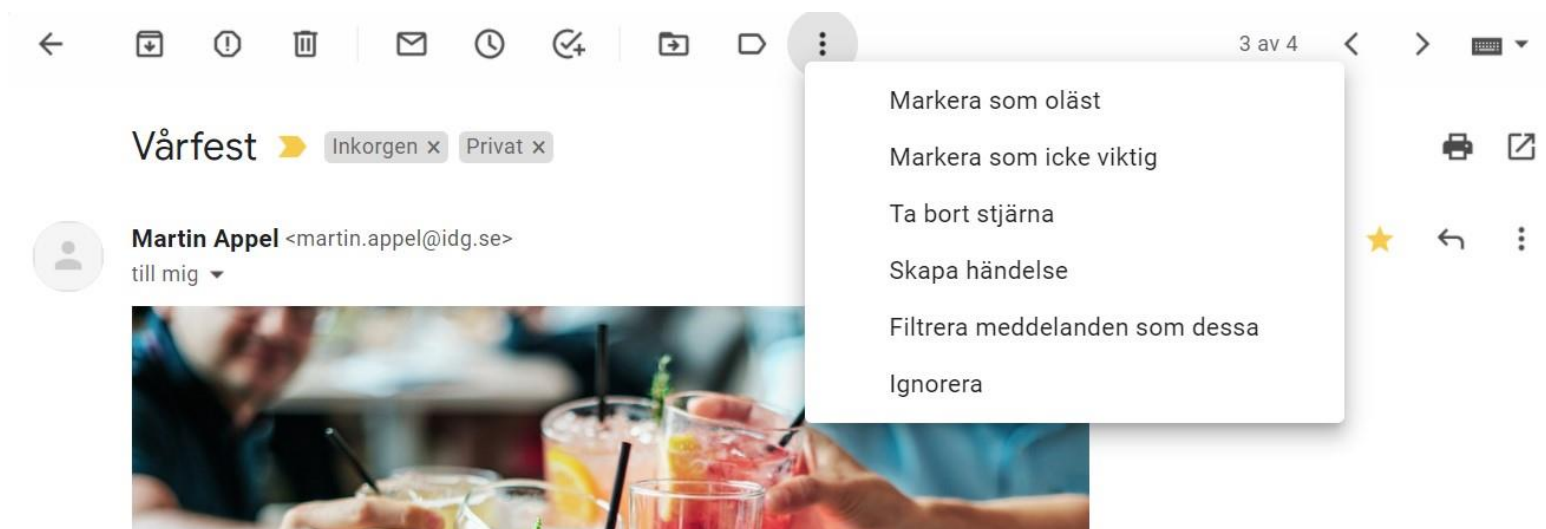 3 av 4
Markera som oläst
Vårfest Inkorgen x Privat x
Markera som icke viktig
Ta bort stjärna
Martin Appel <martin.appel@idg.se>
till mig
Skapa händelse
Filtrera meddelanden som dessa
Ignorera